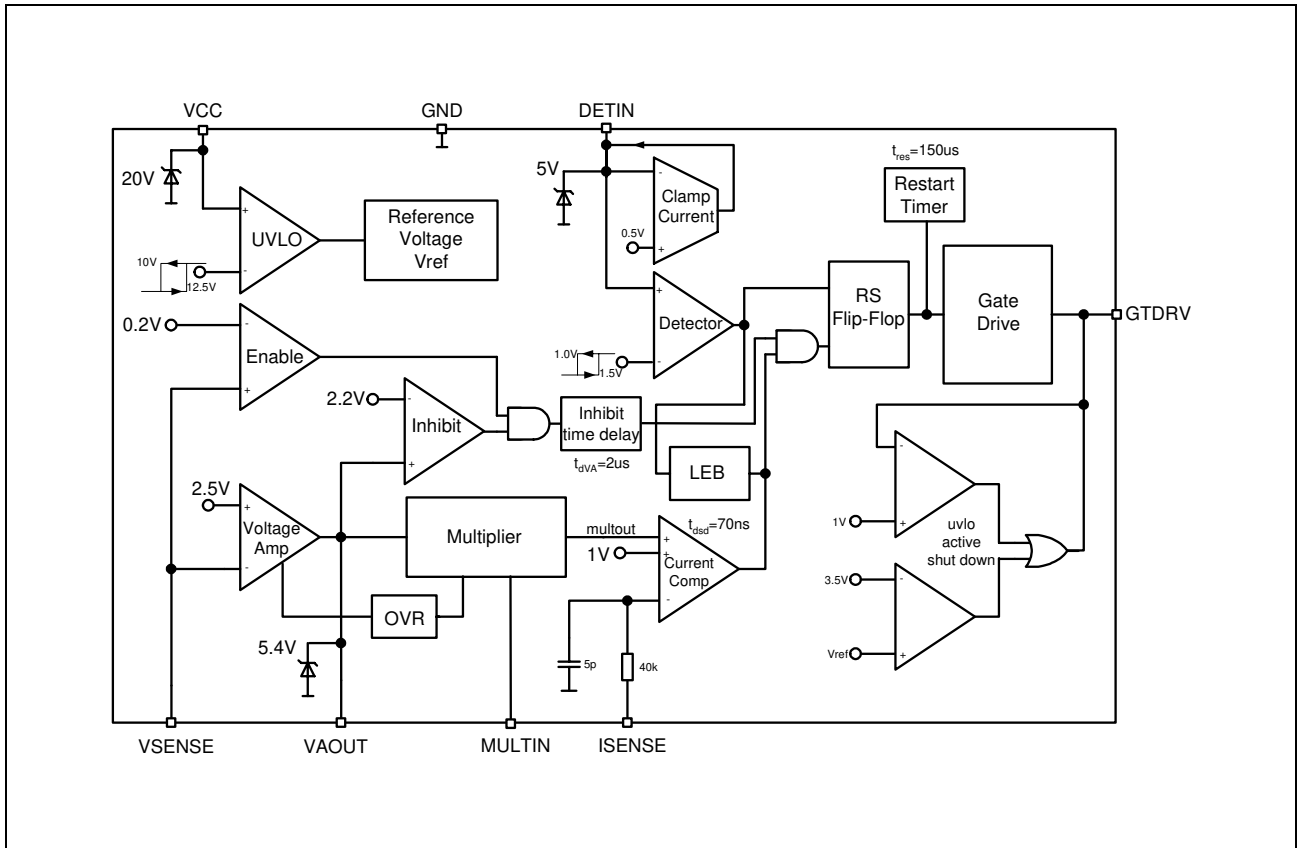 VCC
GND
DETIN
20V
+
UVLO
-
10V
12.5V
Reference
Voltage
Vref
5V
-
Clamp
Current
0.5V
+
t_res=150us
Restart
Timer
+
Detector
-
1.0V
1.5V
RS
Flip-Flop
Gate
Drive
GTDRV
0.2V
-
Enable
+
2.2V
-
Inhibit
+
Inhibit
time delay
t_dVA=2us
LEB
2.5V
+
Voltage
Amp
-
Multiplier
multout
t_dsd=70ns
+
1V
+
Current
Comp
-
OVR
5.4V
5p
40k
-
1V
+
uvlo
active
shut down
3.5V
-
Vref
+
VSENSE
VAOUT
MULTIN
ISENSE